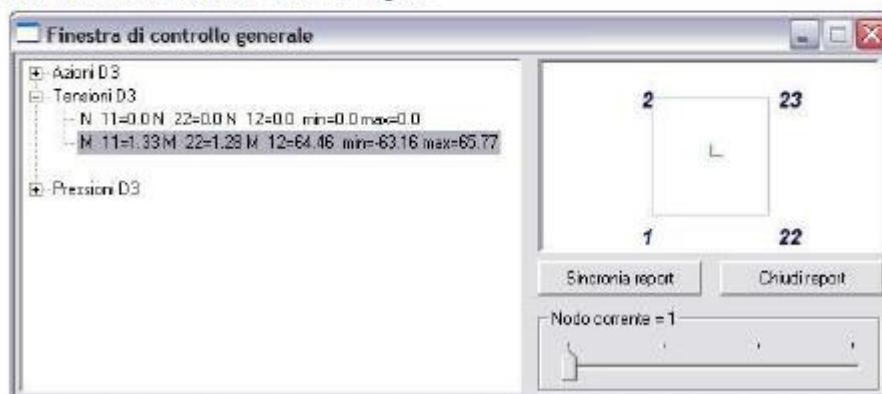 Finestra di controllo generale
Azioni D3
Tensioni D3
N 11=0.0 N 22=0.0 N 12=0.0 min=0.0 max=0.0
M 11=1.33 M 22=1.28 M 12=64.46 min=-63.16 max=65.77
Pressioni D3
2 23
1 22
Sincronia report Chiudi report
Nodo corrente = 1